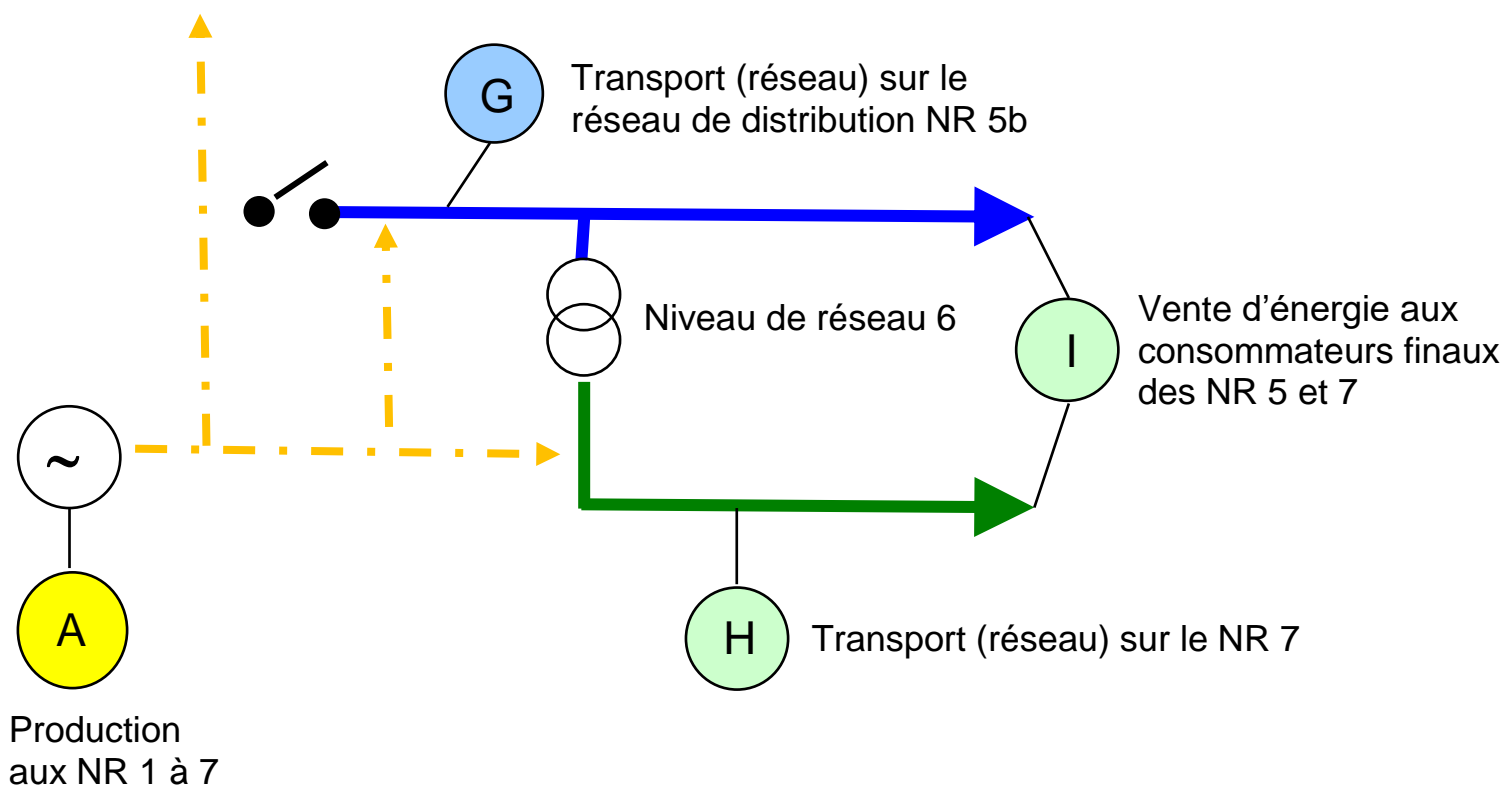 G
Transport (réseau) sur le
réseau de distribution NR 5b
Niveau de réseau 6
I
Vente d’énergie aux
consommateurs finaux
des NR 5 et 7
~
A
Production
aux NR 1 à 7
H
Transport (réseau) sur le NR 7